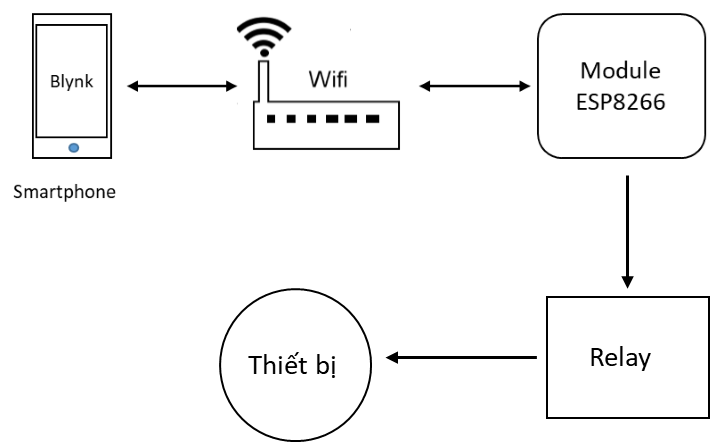 Blynk
Wifi
Module
ESP8266
Smartphone
Thiết bị
Relay